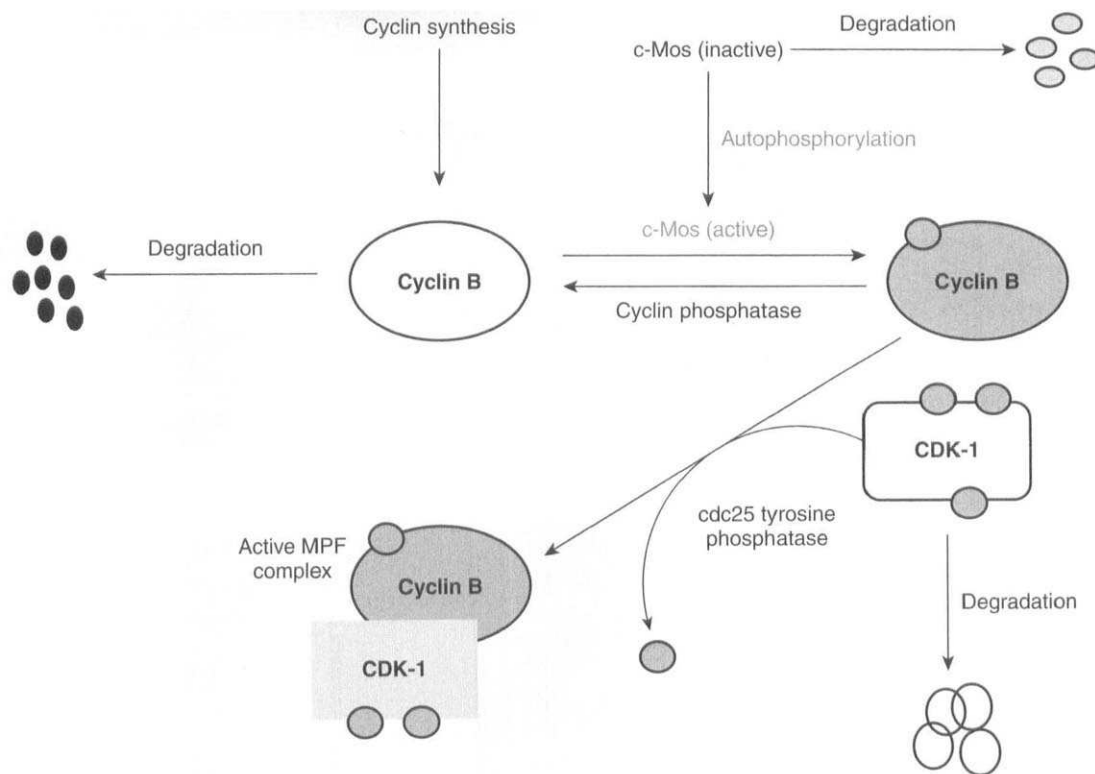 Cyclin synthesis
Degradation
c-Mos (inactive)
Autophosphorylation
Degradation
c-Mos (active)
Cyclin B
Cyclin B
Cyclin phosphatase
CDK-1
cdc25 tyrosine
phosphatase
Active MPF
complex
Cyclin B
Degradation
CDK-1